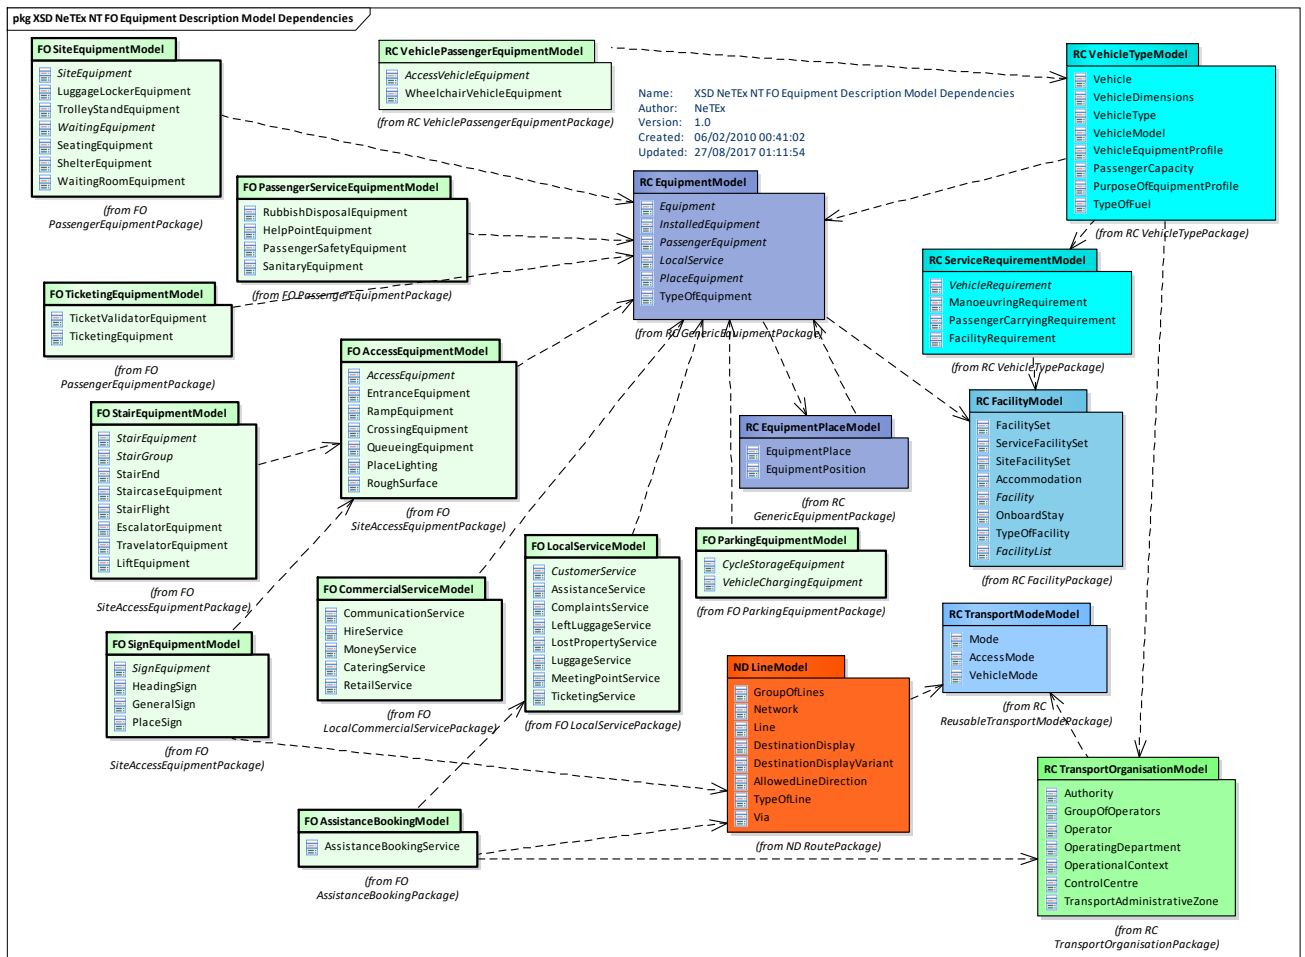 pkg XSD NeTEx NT FO Equipment Description Model Dependencies
FO SiteEquipmentModel
SiteEquipment
LuggageLockerEquipment
TrolleyStandEquipment
WaitingEquipment
SeatingEquipment
ShelterEquipment
WaitingRoomEquipment
(from FO
PassengerEquipmentPackage)
RC VehiclePassengerEquipmentModel
AccessVehicleEquipment
WheelchairVehicleEquipment
(from RC VehiclePassengerEquipmentPackage)
Name: XSD NeTEx NT FO Equipment Description Model Dependencies
Author: NeTEx
Version: 1.0
Created: 06/02/2010 00:41:02
Updated: 27/08/2017 01:11:54
RC VehicleTypeModel
Vehicle
VehicleDimensions
VehicleType
VehicleModel
VehicleEquipmentProfile
PassengerCapacity
PurposeOfEquipmentProfile
TypeOfFuel
(from RC VehicleTypePackage)
FO PassengerServiceEquipmentModel
RubbishDisposalEquipment
HelpPointEquipment
PassengerSafetyEquipment
SanitaryEquipment
(from FO PassengerEquipmentPackage)
RC EquipmentModel
Equipment
InstalledEquipment
PassengerEquipment
LocalService
PlaceEquipment
TypeOfEquipment
(from RC GenericEquipmentPackage)
RC ServiceRequirementModel
VehicleRequirement
ManoeuvringRequirement
PassengerCarryingRequirement
FacilityRequirement
(from RC VehicleTypePackage)
FO TicketingEquipmentModel
TicketValidatorEquipment
TicketingEquipment
(from FO
PassengerEquipmentPackage)
FO AccessEquipmentModel
AccessEquipment
EntranceEquipment
RampEquipment
CrossingEquipment
QueueingEquipment
PlaceLighting
RoughSurface
(from FO
SiteAccessEquipmentPackage)
RC FacilityModel
FacilitySet
ServiceFacilitySet
SiteFacilitySet
Accommodation
Facility
OnboardStay
TypeOfFacility
FacilityList
(from RC FacilityPackage)
FO StairEquipmentModel
StairEquipment
StairGroup
StairEnd
StaircaseEquipment
StairFlight
EscalatorEquipment
TravelatorEquipment
LiftEquipment
(from FO
SiteAccessEquipmentPackage)
RC EquipmentPlaceModel
EquipmentPlace
EquipmentPosition
(from RC
GenericEquipmentPackage)
FO ParkingEquipmentModel
CycleStorageEquipment
VehicleChargingEquipment
(from FO ParkingEquipmentPackage)
FO LocalServiceModel
CustomerService
AssistanceService
ComplaintsService
LeftLuggageService
LostPropertyService
LuggageService
MeetingPointService
TicketingService
(from FO LocalServicePackage)
FO CommercialServiceModel
CommunicationService
HireService
MoneyService
CateringService
RetailService
(from FO
LocalCommercialServicePackage)
RC TransportModeModel
Mode
AccessMode
VehicleMode
(from RC
ReusableTransportModePackage)
FO SignEquipmentModel
SignEquipment
HeadingSign
GeneralSign
PlaceSign
(from FO
SiteAccessEquipmentPackage)
ND LineModel
GroupOfLines
Network
Line
DestinationDisplay
DestinationDisplayVariant
AllowedLineDirection
TypeOfLine
Via
(from ND RoutePackage)
RC TransportOrganisationModel
Authority
GroupOfOperators
Operator
OperatingDepartment
OperationalContext
ControlCentre
TransportAdministrativeZone
(from RC
TransportOrganisationPackage)
FO AssistanceBookingModel
AssistanceBookingService
(from FO
AssistanceBookingPackage)